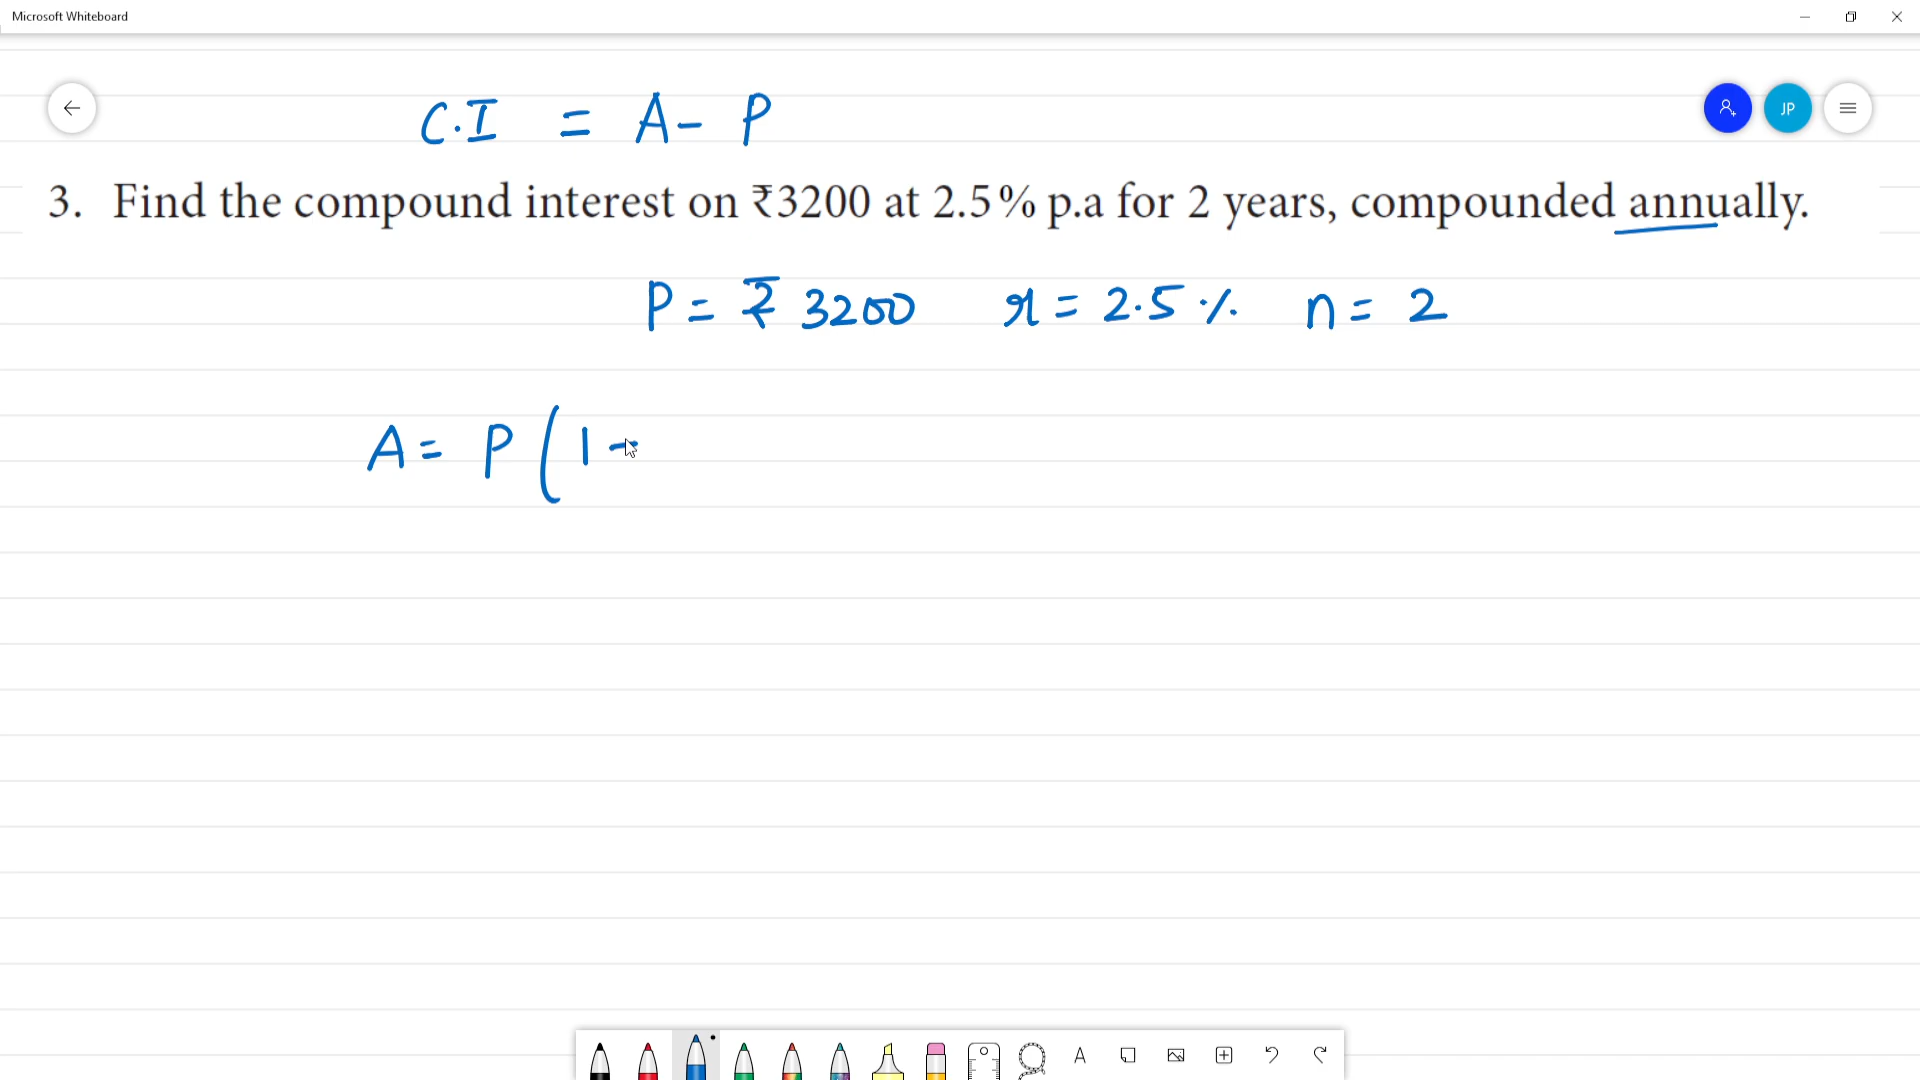 Microsoft Whiteboard
C.I = A - P
JP
3. Find the compound interest on ₹3200 at 2.5% p.a for 2 years, compounded annually.
P = ₹ 3200 r = 2.5 % n = 2
A = P ( 1 -
A